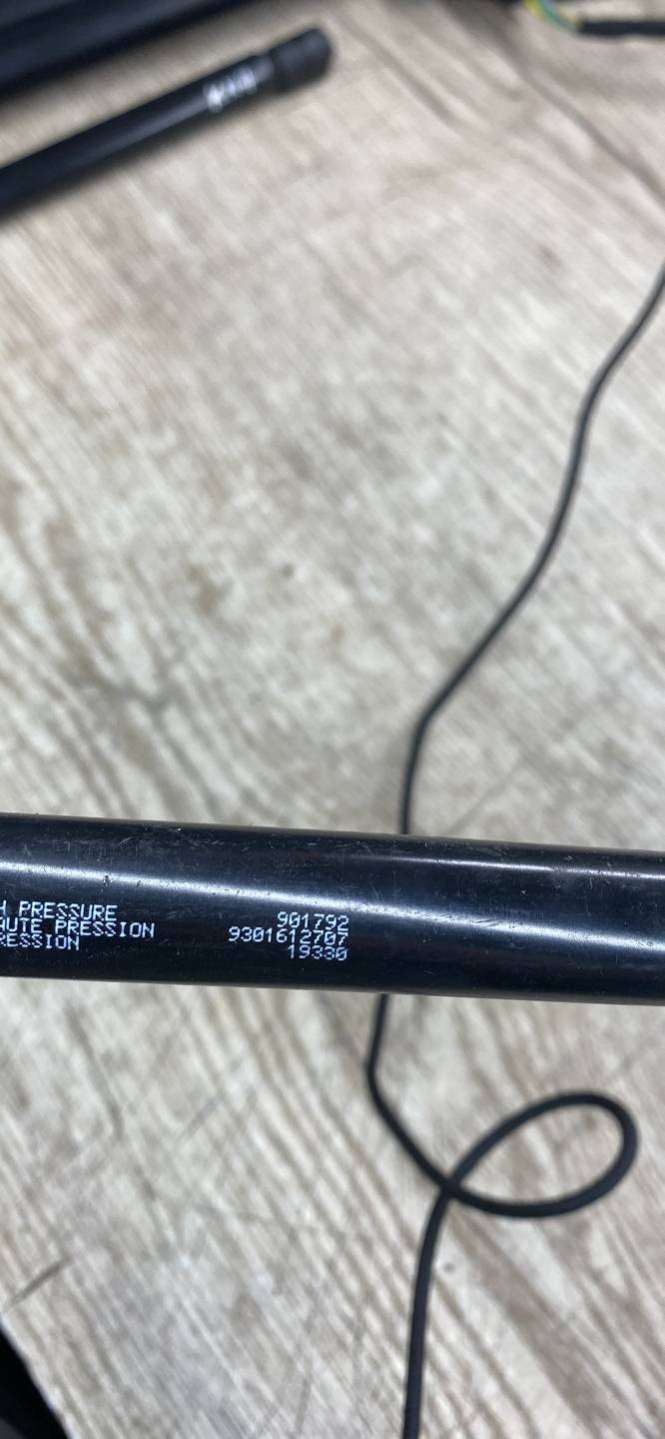 H PRESSURE
AUTE PRESSION
RESSION
901792
9301612707
19330